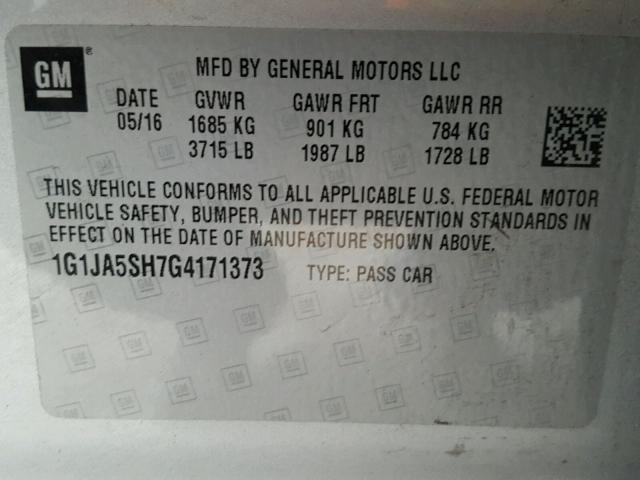 GM ® MFD BY GENERAL MOTORS LLC
DATE GVWR GAWR FRT GAWR RR
05/16 1685 KG 901 KG 784 KG
3715 LB 1987 LB 1728 LB
THIS VEHICLE CONFORMS TO ALL APPLICABLE U.S. FEDERAL MOTOR
VEHICLE SAFETY, BUMPER, AND THEFT PREVENTION STANDARDS IN
EFFECT ON THE DATE OF MANUFACTURE SHOWN ABOVE.
1G1JA5SH7G4171373 TYPE: PASS CAR